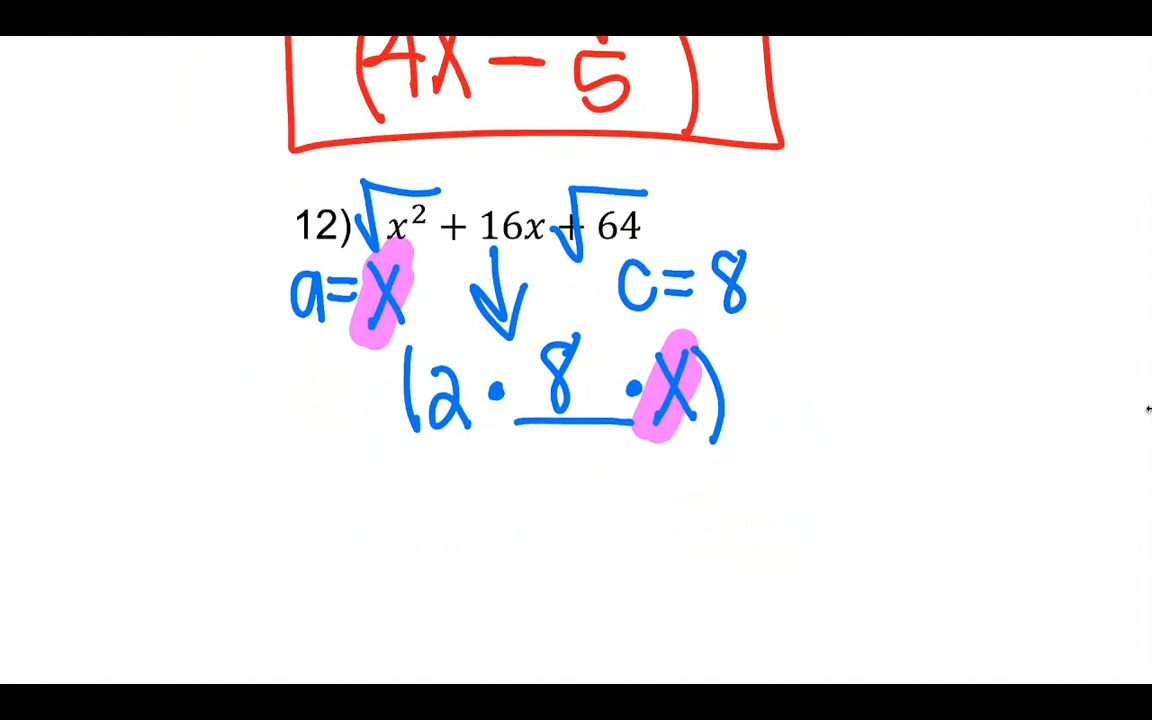 (4x - 5)
12) √x² + 16x + √64
a = x c = 8
(2 · 8 · x)